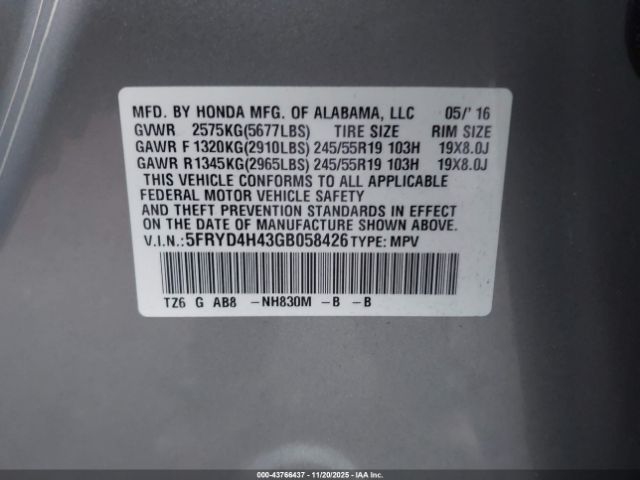 MFD. BY HONDA MFG. OF ALABAMA, LLC 05/'16
GVWR 2575KG(5677LBS) TIRE SIZE RIM SIZE
GAWR F 1320KG(2910LBS) 245/55R19 103H 19X8.0J
GAWR R 1345KG(2965LBS) 245/55R19 103H 19X8.0J
THIS VEHICLE CONFORMS TO ALL APPLICABLE
FEDERAL MOTOR VEHICLE SAFETY
AND THEFT PREVENTION STANDARDS IN EFFECT
ON THE DATE OF MANUFACTURE SHOWN ABOVE.
V.I.N.: 5FRYD4H43GB058426 TYPE: MPV
TZ6 G AB8 -NH830M -B -B
000-43766437 - 11/20/2025 - IAAI.CA